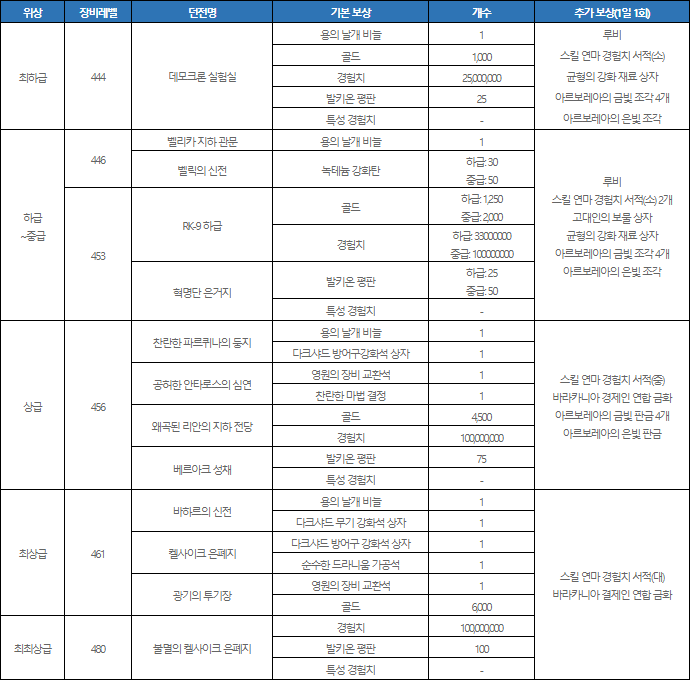 위상 장비레벨 던전명 기본 보상 개수 추가 보상(1일 1회)
최하급 444 데모크론 실험실
용의 날개 비늘 1
골드 1,000
경험치 25,000,000
발키온 평판 25
특성 경험치 -
루비
스킬 연마 경험치 서적(소)
균형의 강화 재료 상자
아르보레아의 금빛 조각 4개
아르보레아의 은빛 조각
하급
~중급
446
벨리카 지하 관문
벨릭의 신전
453
RK-9 하급
혁명단 은거지
용의 날개 비늘 1
녹테늄 강화탄
하급: 30
중급: 50
골드
하급: 1,250
중급: 2,000
경험치
하급: 33000000
중급: 100000000
발키온 평판
하급: 25
중급: 50
특성 경험치 -
루비
스킬 연마 경험치 서적(소) 2개
고대인의 보물 상자
균형의 강화 재료 상자
아르보레아의 금빛 조각 4개
아르보레아의 은빛 조각
상급 456
찬란한 파르퀴나의 둥지
공허한 안타로스의 심연
왜곡된 리안의 지하 전당
베르아크 성채
용의 날개 비늘 1
다크샤드 방어구강화석 상자 1
영원의 장비 교환석 1
찬란한 마법 결정 1
골드 4,500
경험치 100,000,000
발키온 평판 75
특성 경험치 -
스킬 연마 경험치 서적(중)
바라카니아 경제인 연합 금화
아르보레아의 금빛 판금 4개
아르보레아의 은빛 판금
최상급 461
바하르의 신전
켈사이크 은폐지
광기의 투기장
용의 날개 비늘 1
다크샤드 무기 강화석 상자 1
다크샤드 방어구 강화석 상자 1
순수한 드라니움 가공석 1
영원의 장비 교환석 1
골드 6,000
최최상급 480 불멸의 켈사이크 은폐지
경험치 100,000,000
발키온 평판 100
특성 경험치 -
스킬 연마 경험치 서적(대)
바라카니아 결제인 연합 금화